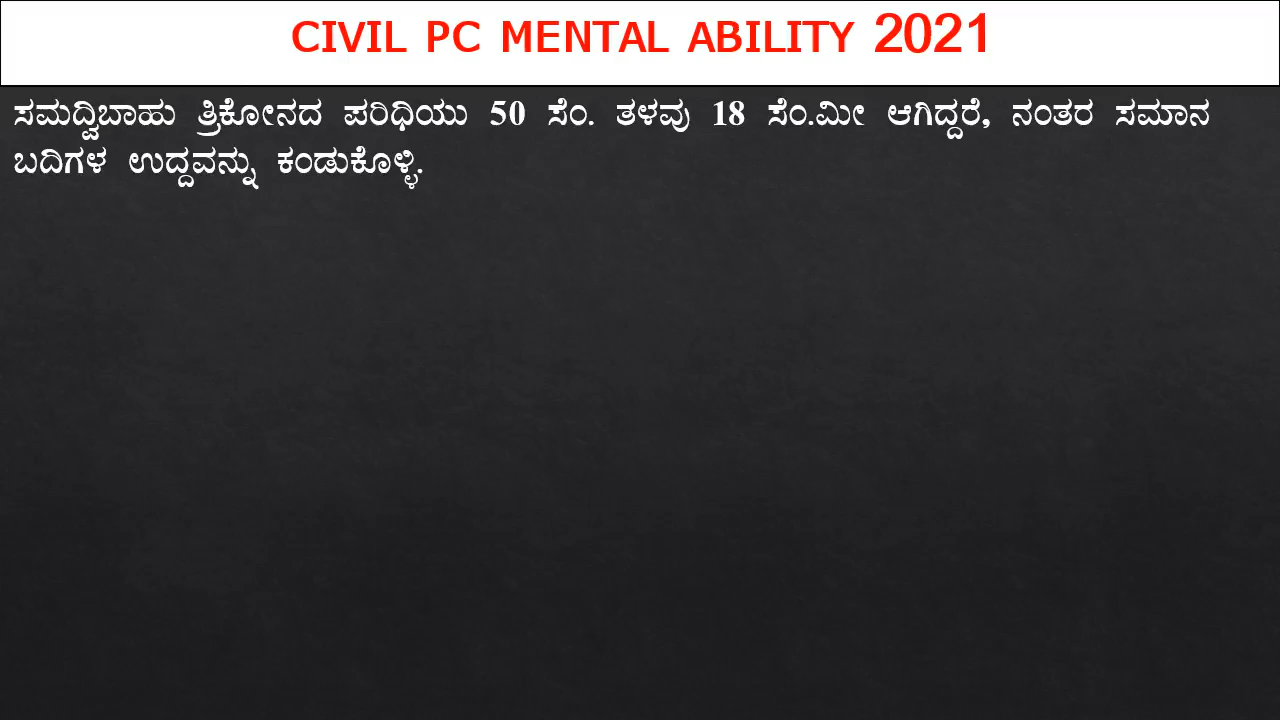 CIVIL PC MENTAL ABILITY 2021
ಸಮದ್ವಿಬಾಹು ತ್ರಿಕೋನದ ಪರಿಧಿಯು 50 ಸೆಂ. ತಳವು 18 ಸೆಂ.ಮೀ ಆಗಿದ್ದರೆ, ನಂತರ ಸಮಾನ
ಬದಿಗಳ ಉದ್ದವನ್ನು ಕಂಡುಕೊಳ್ಳಿ.